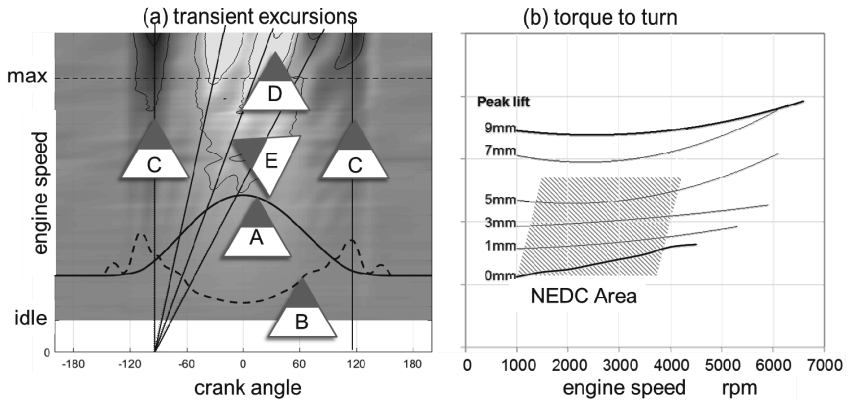 (a) transient excursions
max
engine speed
idle
0
D
C
E
C
A
B
-180
-120
-60
0
60
120
200
crank angle
(b) torque to turn
Peak lift
9mm
7mm
5mm
3mm
1mm
0mm
NEDC Area
0
1000
2000
3000
4000
5000
6000
7000
engine speed rpm